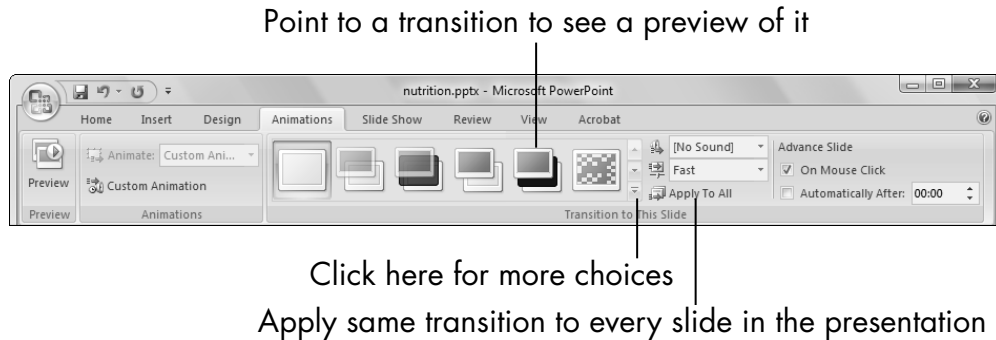 Point to a transition to see a preview of it
nutrition.pptx - Microsoft PowerPoint
Home Insert Design Animations Slide Show Review View Acrobat
Animate: Custom Ani... [No Sound] Advance Slide
Preview Custom Animation Fast On Mouse Click
Apply To All Automatically After: 00:00
Preview Animations Transition to This Slide
Click here for more choices
Apply same transition to every slide in the presentation